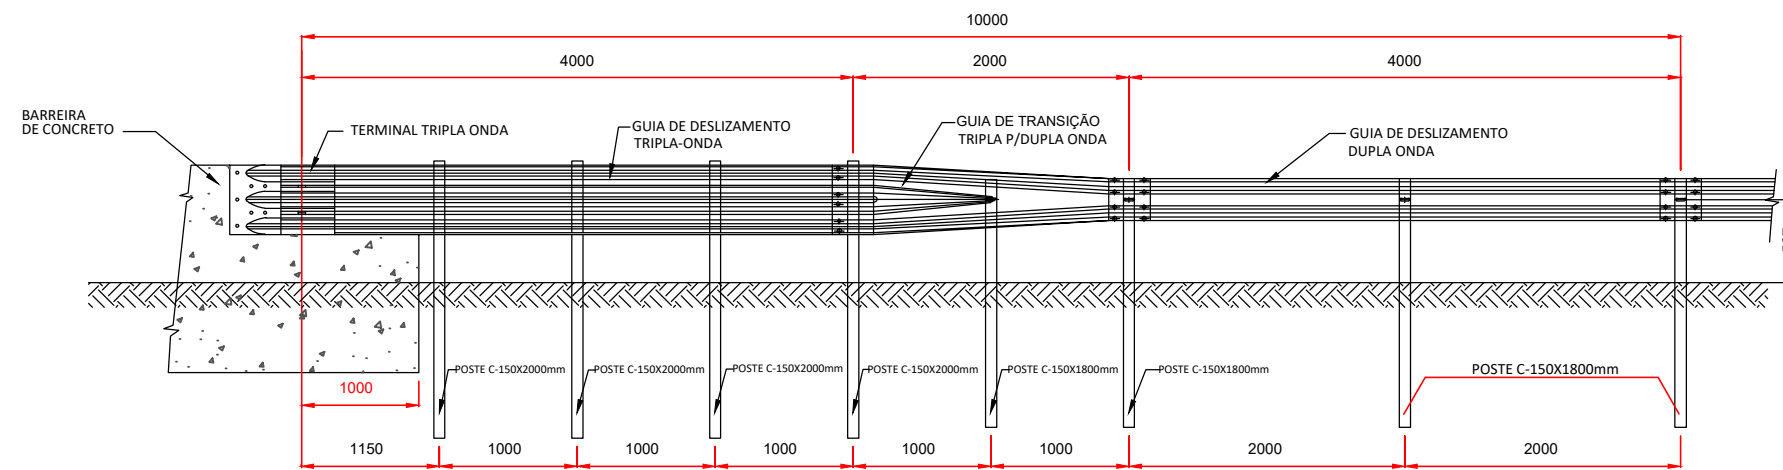 10000
4000
2000
4000
BARREIRA
DE CONCRETO
TERMINAL TRIPLA ONDA
GUIA DE DESLIZAMENTO
TRIPLA-ONDA
GUIA DE TRANSIÇÃO
TRIPLA P/DUPLA ONDA
GUIA DE DESLIZAMENTO
DUPLA ONDA
POSTE C-150X2000mm
POSTE C-150X2000mm
POSTE C-150X2000mm
POSTE C-150X2000mm
POSTE C-150X1800mm
POSTE C-150X1800mm
POSTE C-150X1800mm
1000
1150
1000
1000
1000
1000
1000
2000
2000